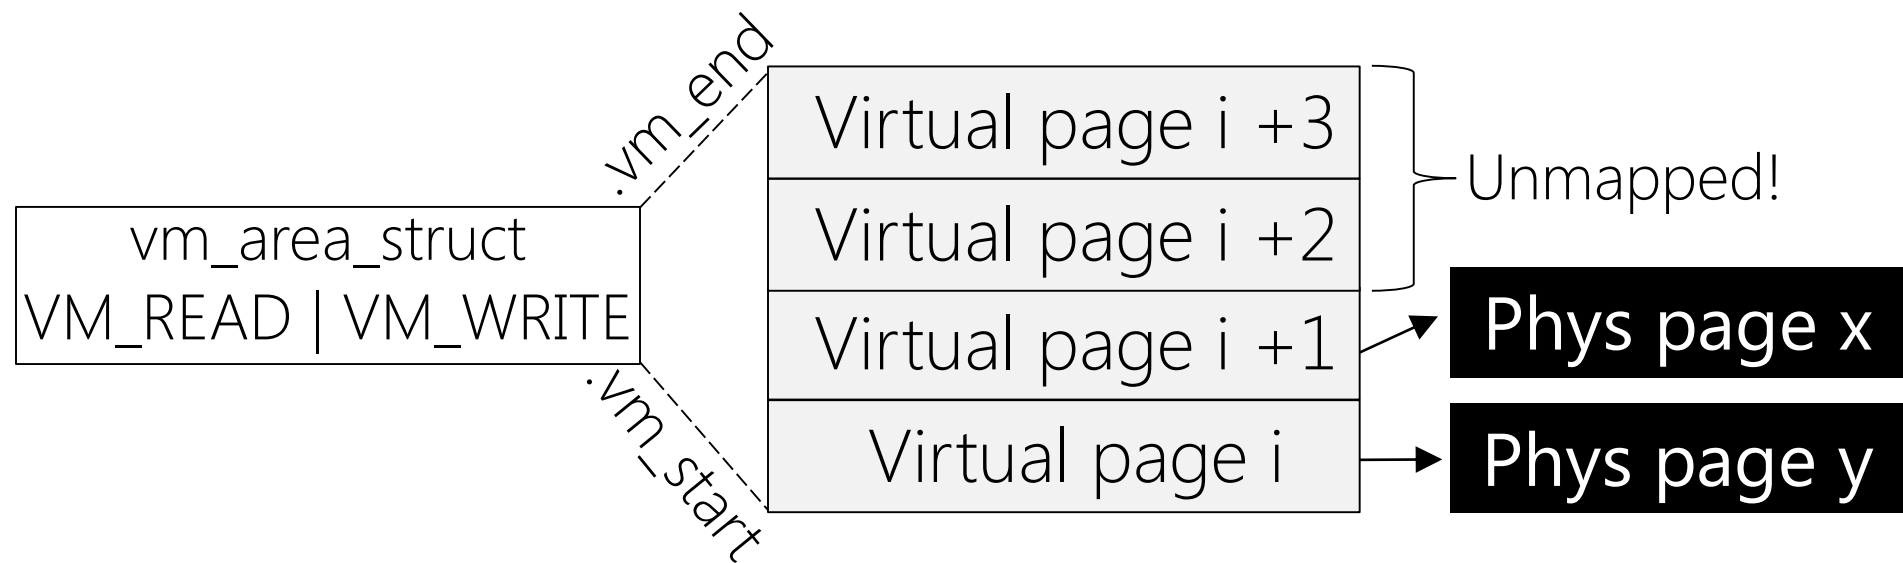 .vm_end
Virtual page i +3
Unmapped!
vm_area_struct
VM_READ | VM_WRITE
Virtual page i +2
Virtual page i +1
Phys page x
Virtual page i
Phys page y
.vm_start